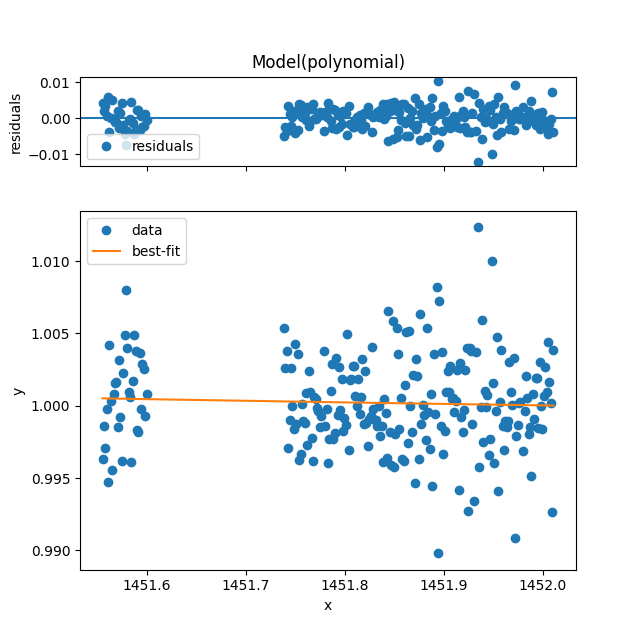 Model(polynomial)
0.01
0.00
−0.01
residuals
residuals
data
best-fit
1.010
1.005
1.000
0.995
0.990
y
1451.6
1451.7
1451.8
1451.9
1452.0
x